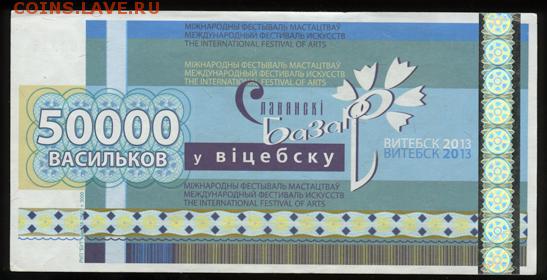 COINS.LAVE.RU
МІЖНАРОДНЫ ФЕСТЫВАЛЬ МАСТАЦТВАЎ
МЕЖДУНАРОДНЫЙ ФЕСТИВАЛЬ ИСКУССТВ
THE INTERNATIONAL FESTIVAL OF ARTS
МІЖНАРОДНЫ ФЕСТЫВАЛЬ МАСТАЦТВАЎ
МЕЖДУНАРОДНЫЙ ФЕСТИВАЛЬ ИСКУССТВ
THE INTERNATIONAL FESTIVAL OF ARTS
Славянскі
Базар
у віцебску
50000
ВАСИЛЬКОВ
ВИТЕБСК 2013
ВИТЕБСК 2013
МІЖНАРОДНЫ ФЕСТЫВАЛЬ МАСТАЦТВАЎ
МЕЖДУНАРОДНЫЙ ФЕСТИВАЛЬ ИСКУССТВ
THE INTERNATIONAL FESTIVAL OF ARTS